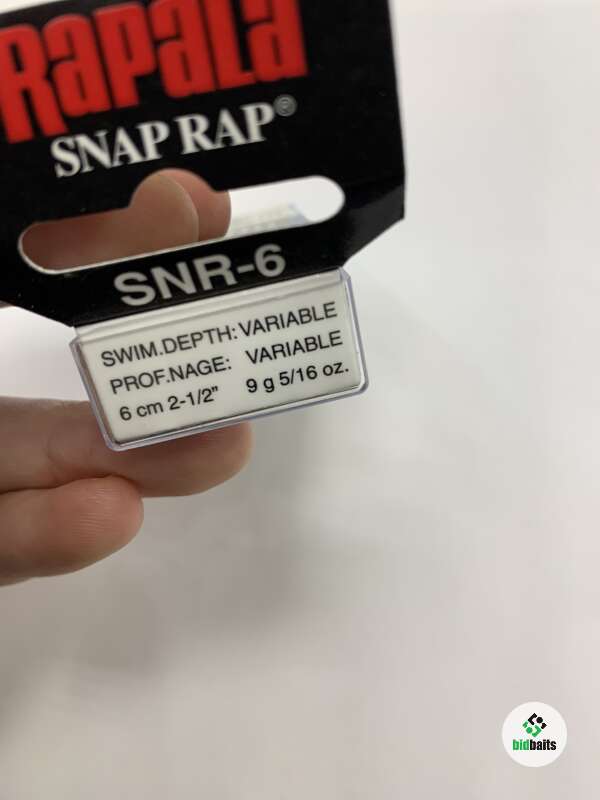 Rapala
SNAP RAP®
SNR-6
SWIM.DEPTH: VARIABLE
PROF.NAGE: VARIABLE
6 cm 2-1/2" 9 g 5/16 oz.
bidbaits